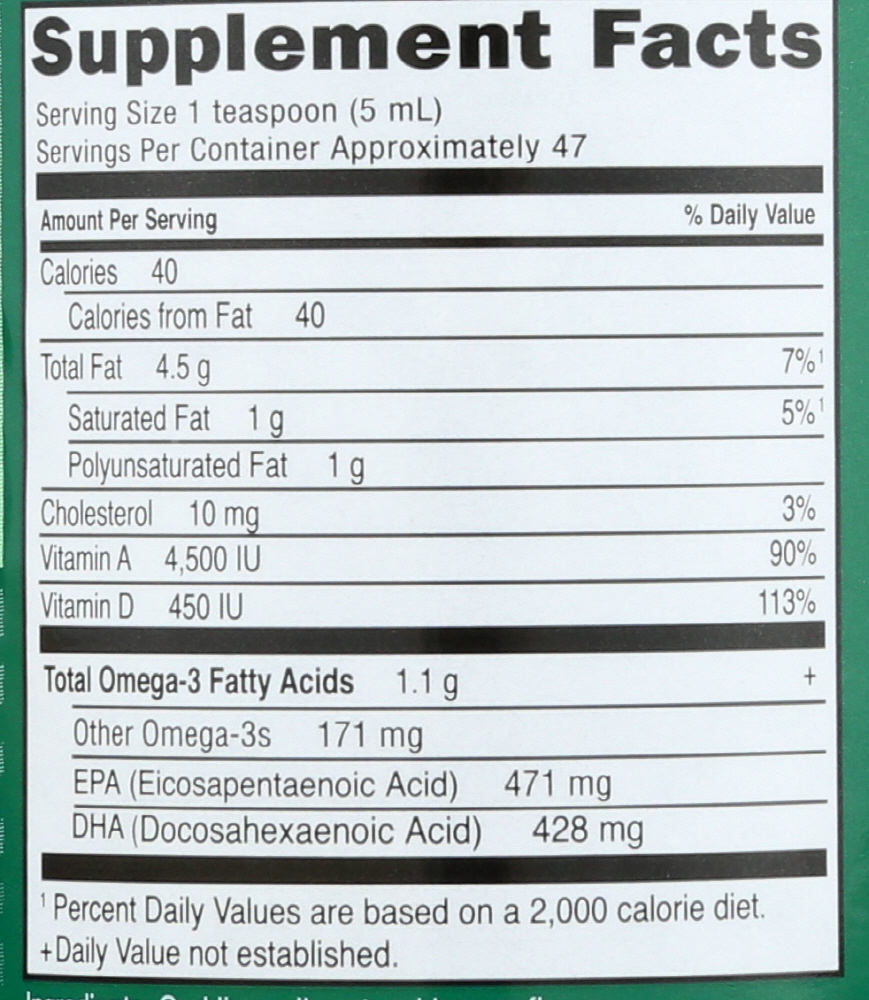 Supplement Facts
Serving Size 1 teaspoon (5 mL)
Servings Per Container Approximately 47
Amount Per Serving % Daily Value
Calories 40
Calories from Fat 40
Total Fat 4.5 g 7%¹
Saturated Fat 1 g 5%¹
Polyunsaturated Fat 1 g
Cholesterol 10 mg 3%
Vitamin A 4,500 IU 90%
Vitamin D 450 IU 113%
Total Omega-3 Fatty Acids 1.1 g +
Other Omega-3s 171 mg
EPA (Eicosapentaenoic Acid) 471 mg
DHA (Docosahexaenoic Acid) 428 mg
¹ Percent Daily Values are based on a 2,000 calorie diet.
+Daily Value not established.